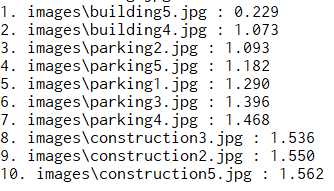 1. images\building5.jpg : 0.229
2. images\building4.jpg : 1.073
3. images\parking2.jpg : 1.093
4. images\parking5.jpg : 1.182
5. images\parking1.jpg : 1.290
6. images\parking3.jpg : 1.396
7. images\parking4.jpg : 1.468
8. images\construction3.jpg : 1.536
9. images\construction2.jpg : 1.550
10. images\construction5.jpg : 1.562